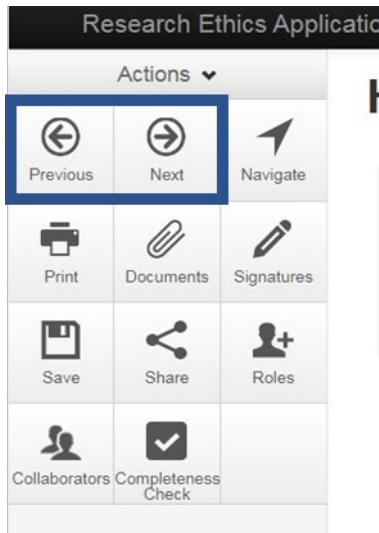 Research Ethics Applicatio
Actions
Previous Next Navigate
Print Documents Signatures
Save Share Roles
Collaborators Completeness
Check